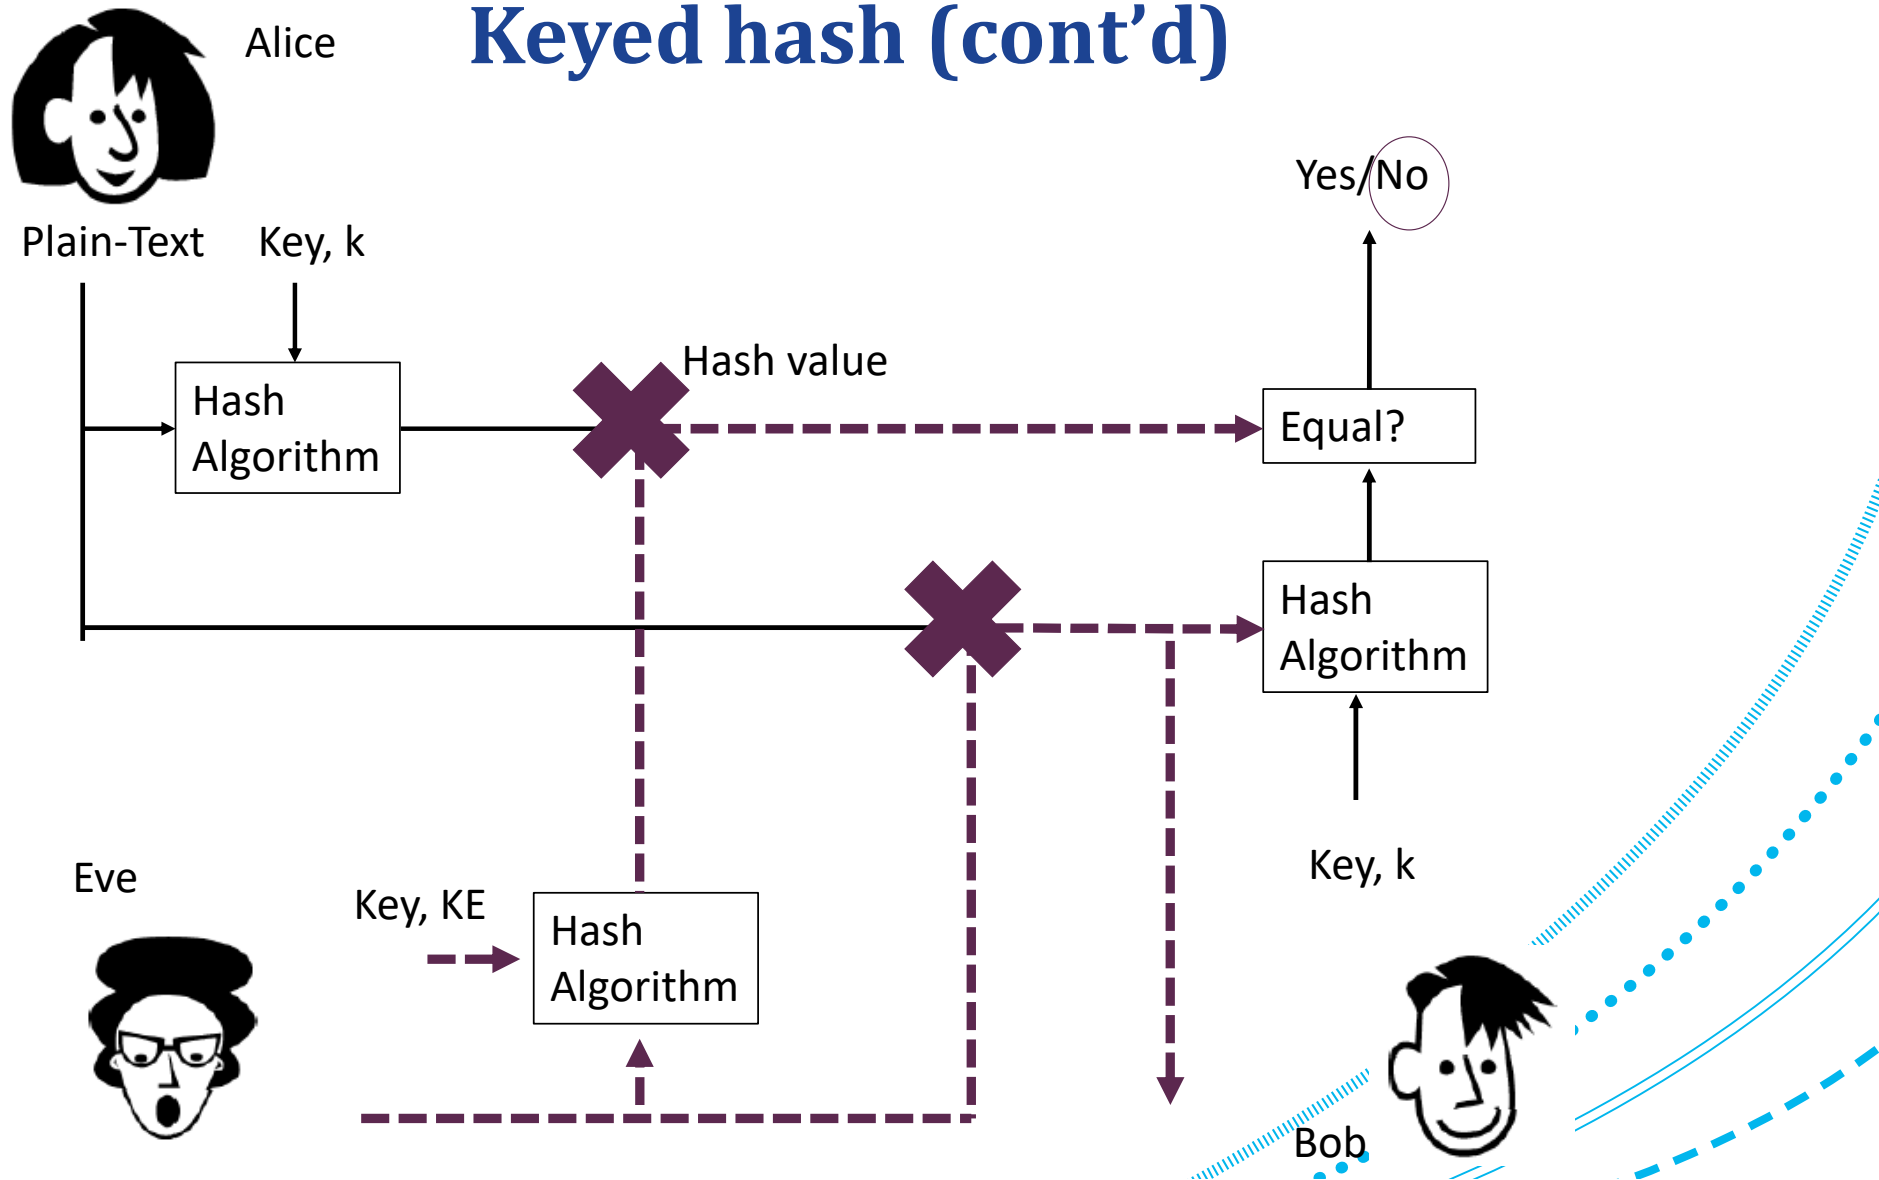 Keyed hash (cont’d)
Alice
Yes/No
Plain-Text
Key, k
Hash value
Hash
Algorithm
Equal?
Hash
Algorithm
Key, k
Eve
Key, KE
Hash
Algorithm
Bob